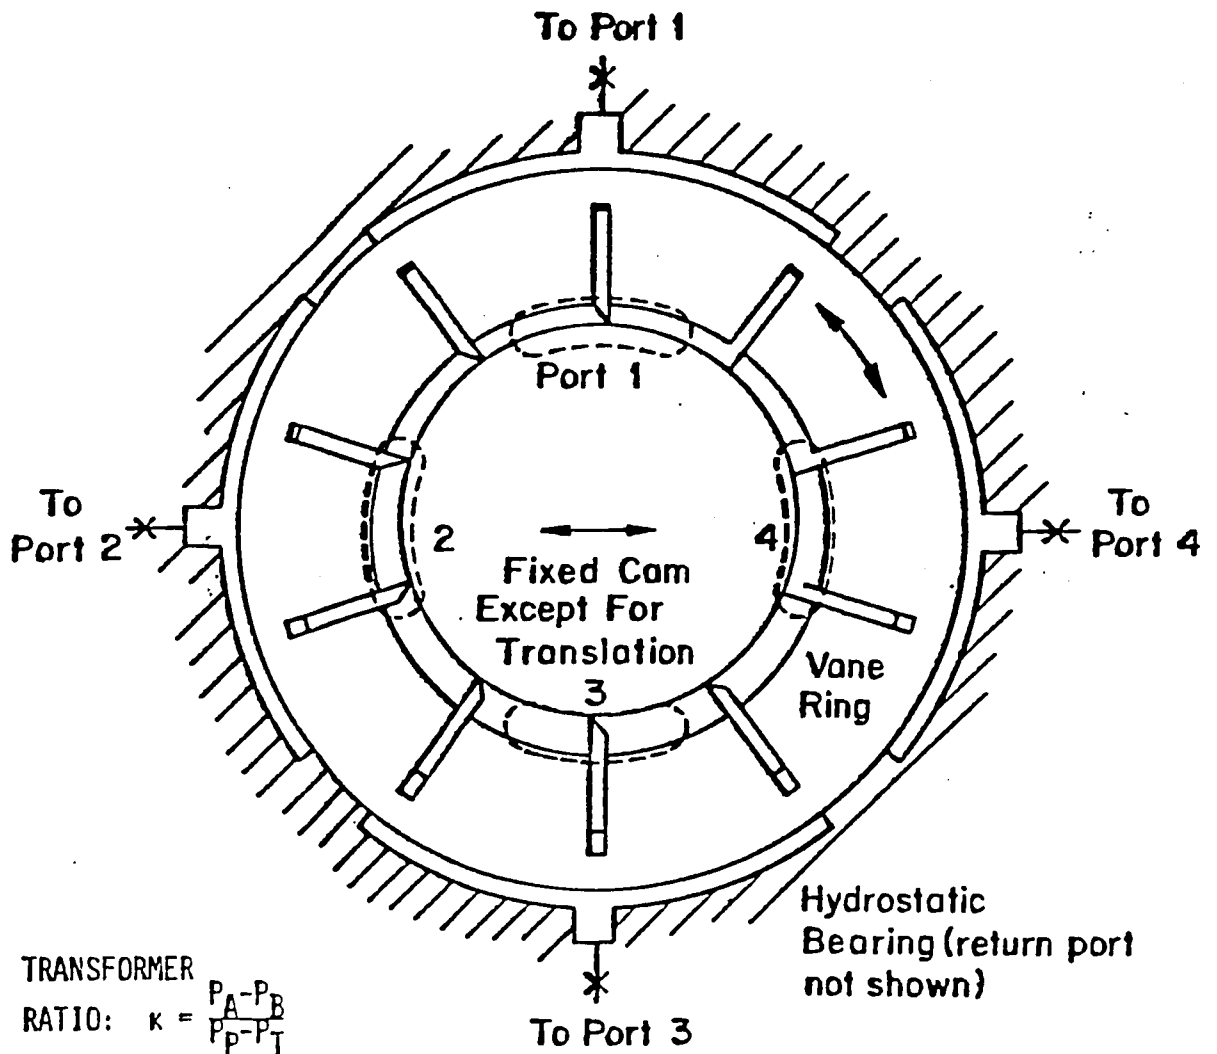 To Port 1
Port 1
To
Port 2
2
4
To
Port 4
Fixed Cam
Except For
Translation
3
Vane
Ring
Hydrostatic
Bearing (return port
not shown)
TRANSFORMER
RATIO: κ = P_A-P_B / P_P-P_T
To Port 3